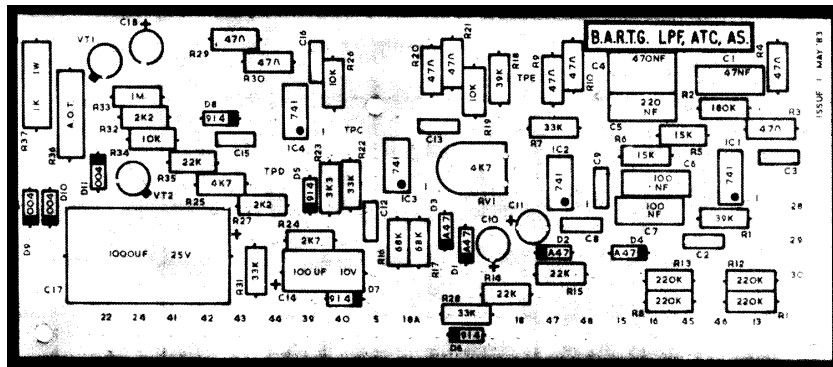 B.A.R.T.G. LPF, ATC, AS.
ISSUE 1 MAY 83
C18
VT1
R29
47Ω
47Ω
R30
C16
10K
R26
R20
47Ω
47Ω
R21
R18
39K
TPE
R9
47Ω
47Ω
R10
C4
470NF
C1
47NF
R4
47Ω
1K 1W
R37
A.O.T.
R36
R33
1M
2K2
R32
10K
R34
D8
914
C15
741
IC4
TPC
C13
10K
R19
33K
R7
220 NF
C5
R2
180K
R3
47Ω
15K
R5
R6
15K
C6
100 NF
100 NF
C7
IC1
741
C3
22K
R35
4K7
R25
2K2
R27
TPD
D5
914
R23
3K3
R22
33K
741
IC3
4K7
RV1
IC2
741
C9
C8
39K
R1
C2
28
29
30
D11
004
VT2
D9
004
D10
004
1000UF 25V
C17
R24
2K7
C12
R16
68K
68K
R17
D3
A47
D1
A47
C10
C11
D2
A47
D4
A47
R31
33K
C14
100UF 10V
914
D7
R14
22K
22K
R15
R13
220K
220K
R8
R12
220K
220K
R11
R28
33K
914
D6
22 24 41 42 43 44 39 40 S 18A 18 47 48 15 16 45 46 13